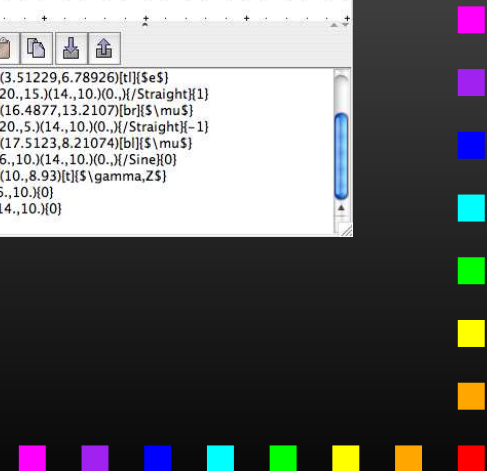 (3.51229,6.78926)[tl]{$e$}
20.,15.)(14.,10.)(0.,){/Straight}{1}
(16.4877,13.2107)[br]{$\mu$}
20.,5.)(14.,10.)(0.,){/Straight}{-1}
(17.5123,8.21074)[bl]{$\mu$}
6.,10.)(14.,10.)(0.,){/Sine}{0}
(10.,8.93)[t]{$\gamma,Z$}
6.,10.){0}
14.,10.){0}